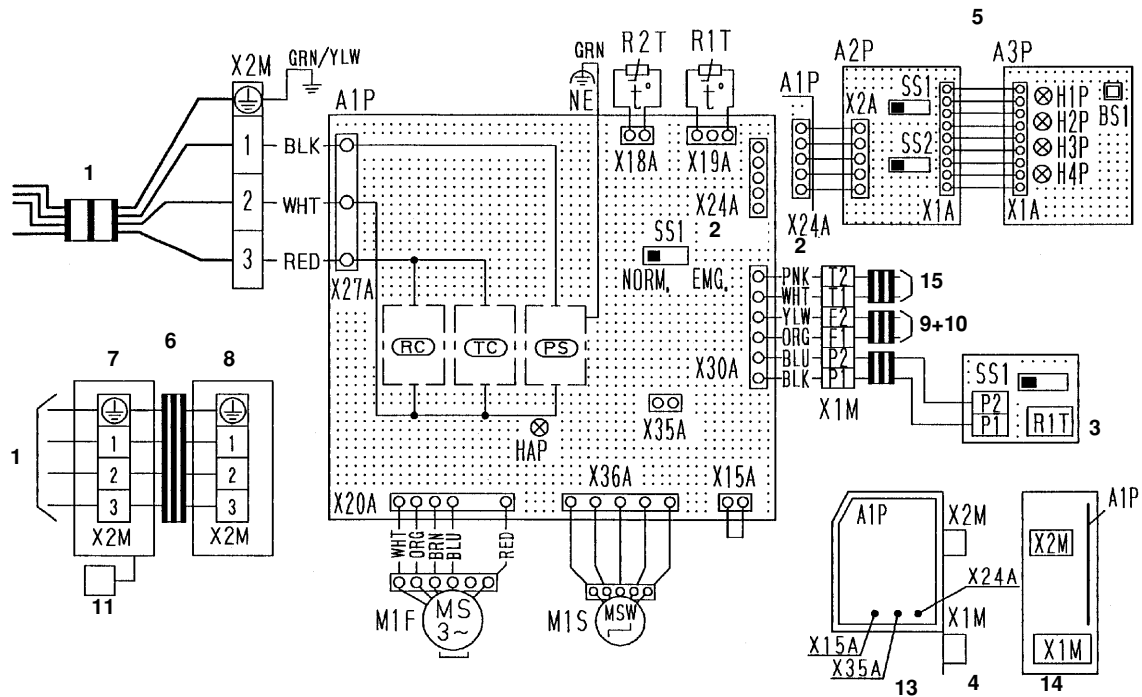 5
X2M
GRN/YLW
A1P
GRN
NE
R2T
R1T
t°
t°
X18A
X19A
A1P
A2P
A3P
X2A
SS1
SS2
X1A
X1A
H1P
H2P
H3P
H4P
BS1
1
1
2
3
BLK
WHT
RED
X27A
X24A
2
X24A
2
SS1
NORM. EMG.
RC
TC
PS
HAP
X35A
X30A
PNK T2
WHT T1
YLW F2
ORG F1
BLU P2
BLK P1
X1M
15
9+10
SS1
P2
P1
R1T
3
6
7
8
1
1
2
3
X2M
1
2
3
X2M
11
X20A
X36A
X15A
WHT
ORG
BRN
BLU
RED
M1F
MS
3~
M1S
MSW
A1P
X2M
X24A
X1M
X15A
X35A
13
4
A1P
X2M
X1M
14